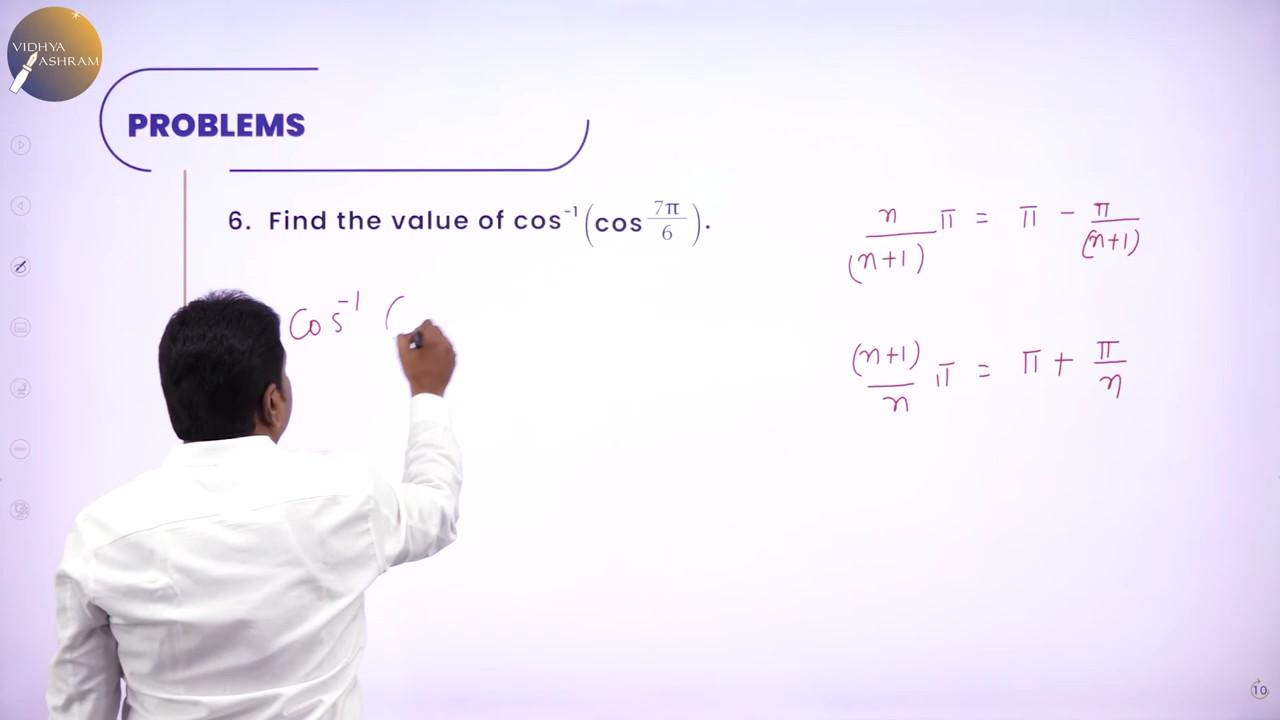 VIDHYA
ASHRAM
PROBLEMS
6. Find the value of cos⁻¹(cos 7π/6).
n/(n+1) π = π - π/(n+1)
(n+1)/n π = π + π/n
Cos⁻¹ (
10